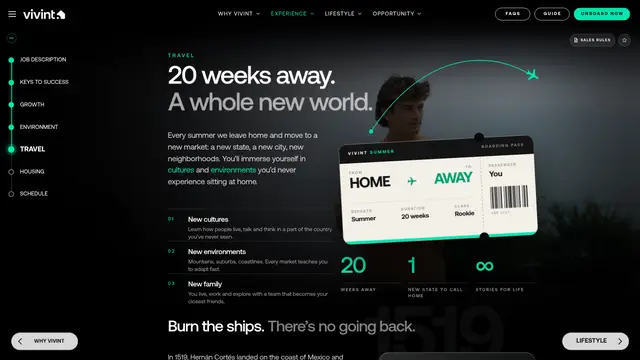 vivint
WHY VIVINT
EXPERIENCE
LIFESTYLE
OPPORTUNITY
FAQS
GUIDE
ONBOARD NOW
SALES RULES
JOB DESCRIPTION
KEYS TO SUCCESS
GROWTH
ENVIRONMENT
TRAVEL
HOUSING
SCHEDULE
TRAVEL
20 weeks away.
A whole new world.
Every summer we leave home and move to a
new market: a new state, a new city, new
neighborhoods. You'll immerse yourself in
cultures and environments you'd never
experience sitting at home.
01 New cultures
Learn how people live, talk and think in a part of the country
you've never seen.
02 New environments
Mountains, suburbs, coastlines. Every market teaches you
to adapt fast.
03 New family
You live, work and explore with a team that becomes your
closest friends.
VIVINT SUMMER
BOARDING PASS
FROM
HOME
TO
AWAY
PASSENGER
You
DEPARTS
Summer
DURATION
20 weeks
CLASS
Rookie
20
WEEKS AWAY
1
NEW STATE TO CALL
HOME
∞
STORIES FOR LIFE
Burn the ships. There's no going back.
1519
In 1519, Hernán Cortés landed on the coast of Mexico and
WHY VIVINT
LIFESTYLE